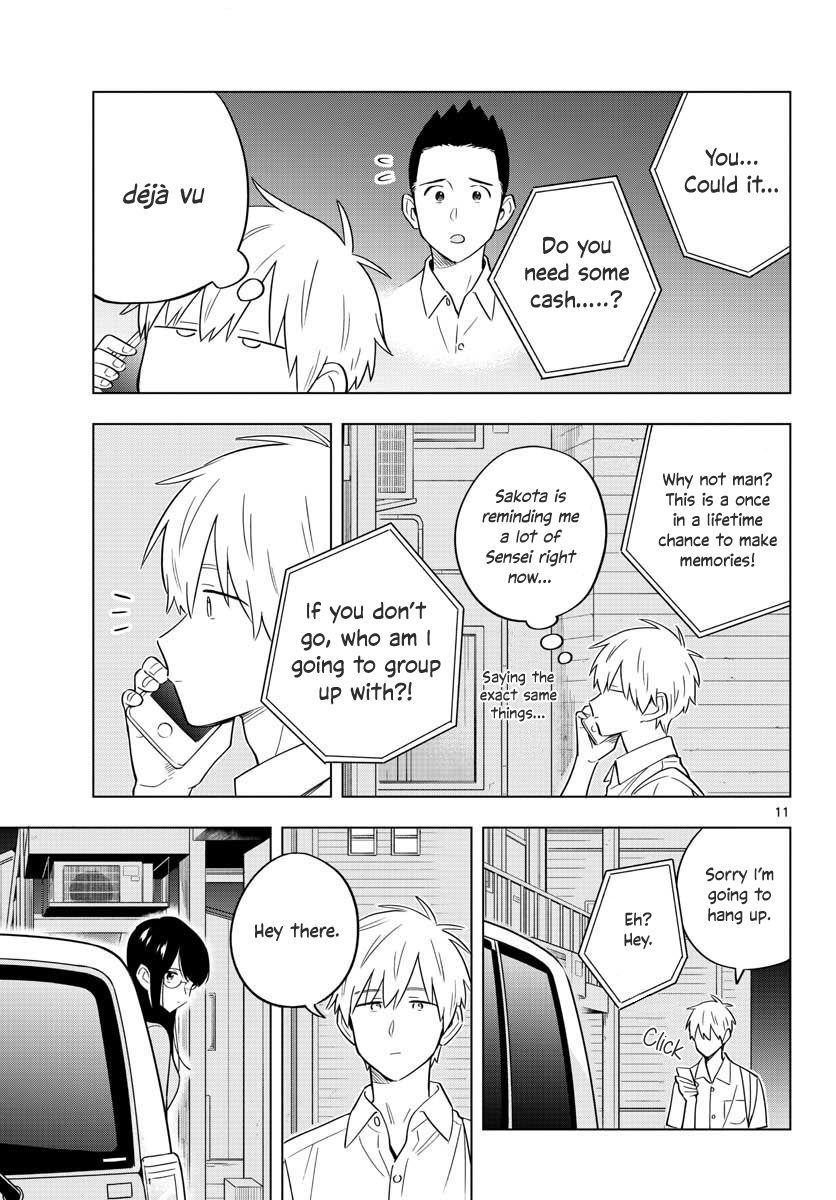 You...
Could it...
Do you
need some
cash.....?
déjà vu
Why not man?
This is a once
in a lifetime
chance to make
memories!
Sakota is
reminding me
a lot of
Sensei right
now...
Saying the
exact same
things...
If you don't
go, who am I
going to group
up with?!
11
Sorry I'm
going to
hang up.
Eh?
Hey.
Click
Hey there.